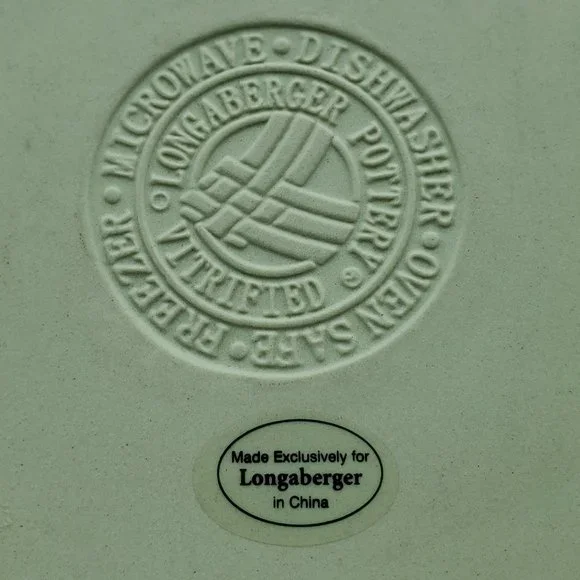 MICROWAVE • DISHWASHER • OVEN SAFE • FREEZER •
LONGABERGER POTTERY ®
VITRIFIED
Made Exclusively for
Longaberger
in China